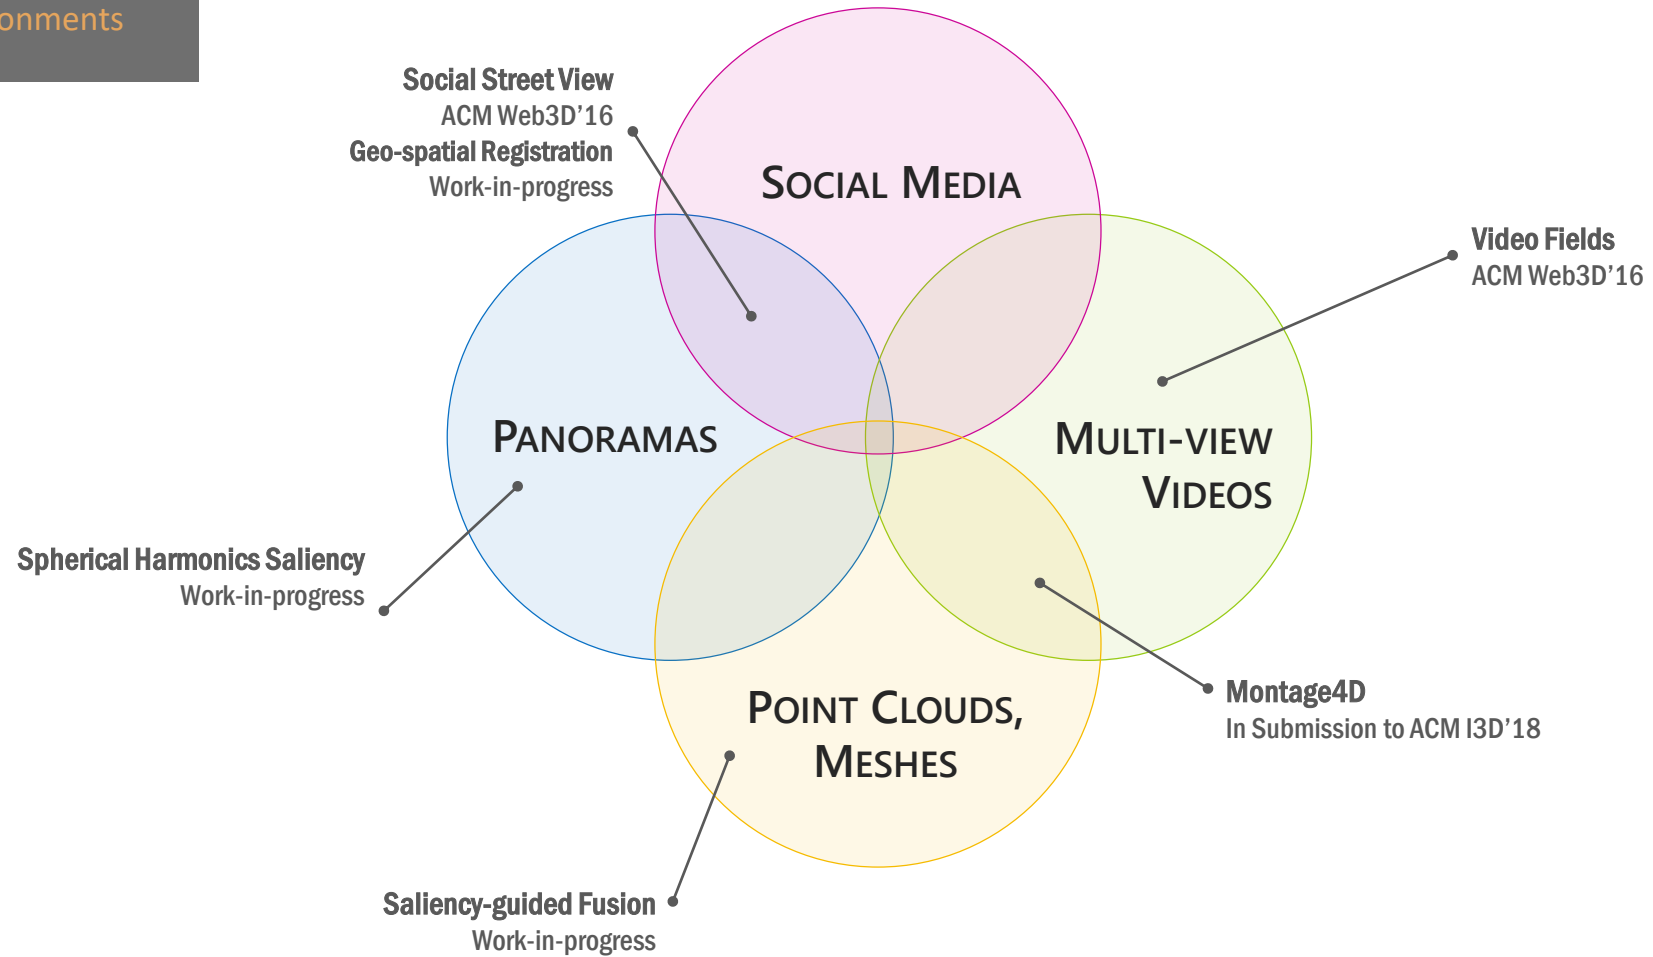 onments
Social Street View
ACM Web3D’16
Geo-spatial Registration
Work-in-progress
SOCIAL MEDIA
Video Fields
ACM Web3D’16
PANORAMAS
MULTI-VIEW
VIDEOS
Spherical Harmonics Saliency
Work-in-progress
POINT CLOUDS,
MESHES
Montage4D
In Submission to ACM I3D’18
Saliency-guided Fusion
Work-in-progress